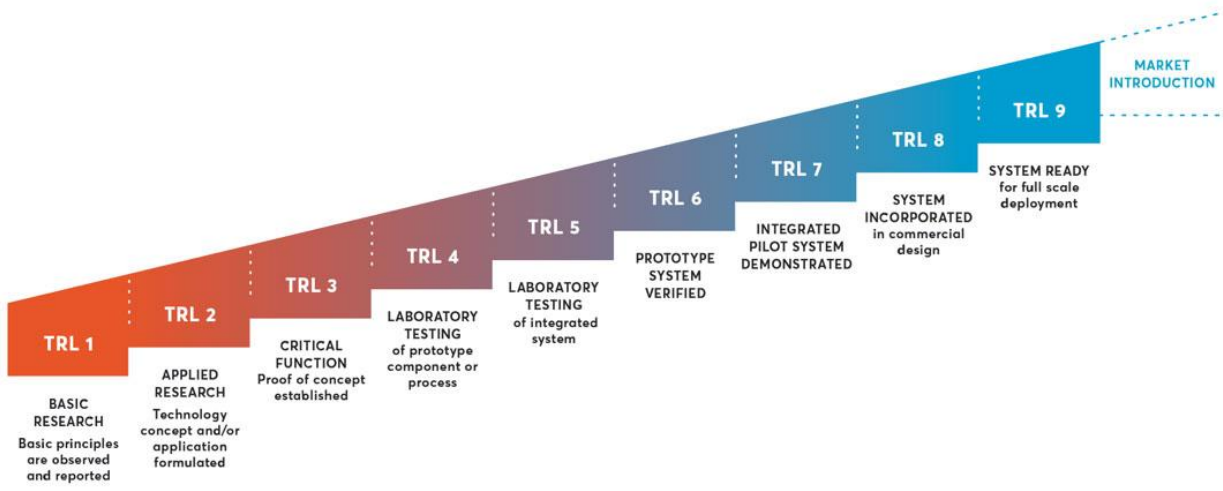 TRL 1
BASIC
RESEARCH
Basic principles
are observed
and reported
TRL 2
APPLIED
RESEARCH
Technology
concept and/or
application
formulated
TRL 3
CRITICAL
FUNCTION
Proof of concept
established
TRL 4
LABORATORY
TESTING
of prototype
component or
process
TRL 5
LABORATORY
TESTING
of integrated
system
TRL 6
PROTOTYPE
SYSTEM
VERIFIED
TRL 7
INTEGRATED
PILOT SYSTEM
DEMONSTRATED
TRL 8
SYSTEM
INCORPORATED
in commercial
design
TRL 9
SYSTEM READY
for full scale
deployment
MARKET
INTRODUCTION